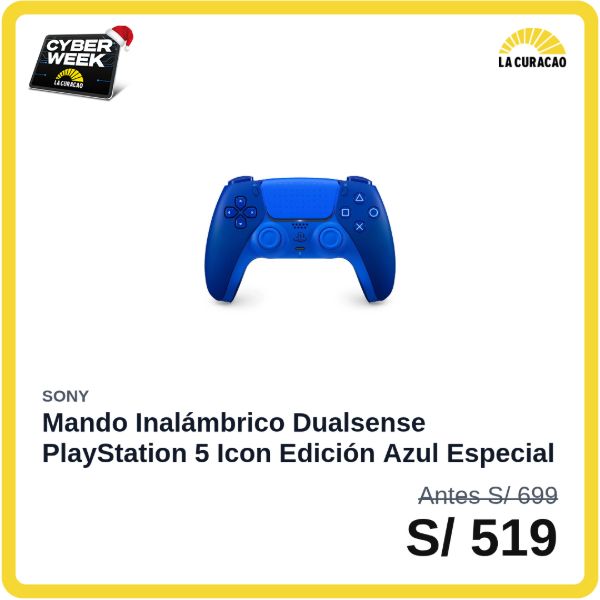 CYBER
WEEK
LA CURACAO
LA CURACAO
SONY
Mando Inalámbrico Dualsense
PlayStation 5 Icon Edición Azul Especial
Antes S/ 699
S/ 519